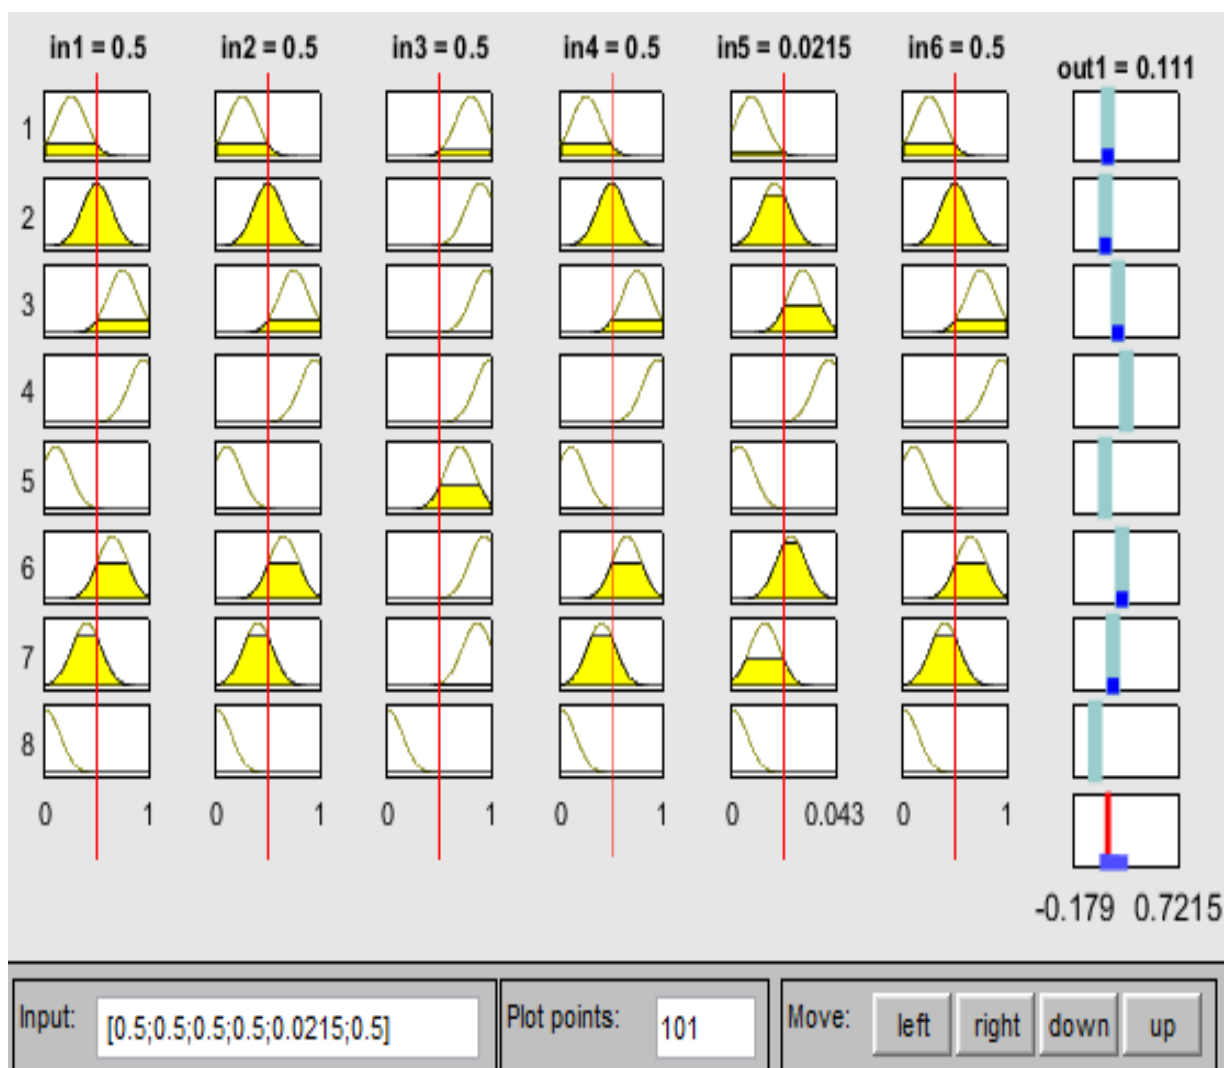 in1 = 0.5 in2 = 0.5 in3 = 0.5 in4 = 0.5 in5 = 0.0215 in6 = 0.5
out1 = 0.111
1
2
3
4
5
6
7
8
0 1 0 1 0 1 0 1 0 0.043 0 1
-0.179 0.7215
Input: [0.5;0.5;0.5;0.5;0.0215;0.5] Plot points: 101 Move: left right down up